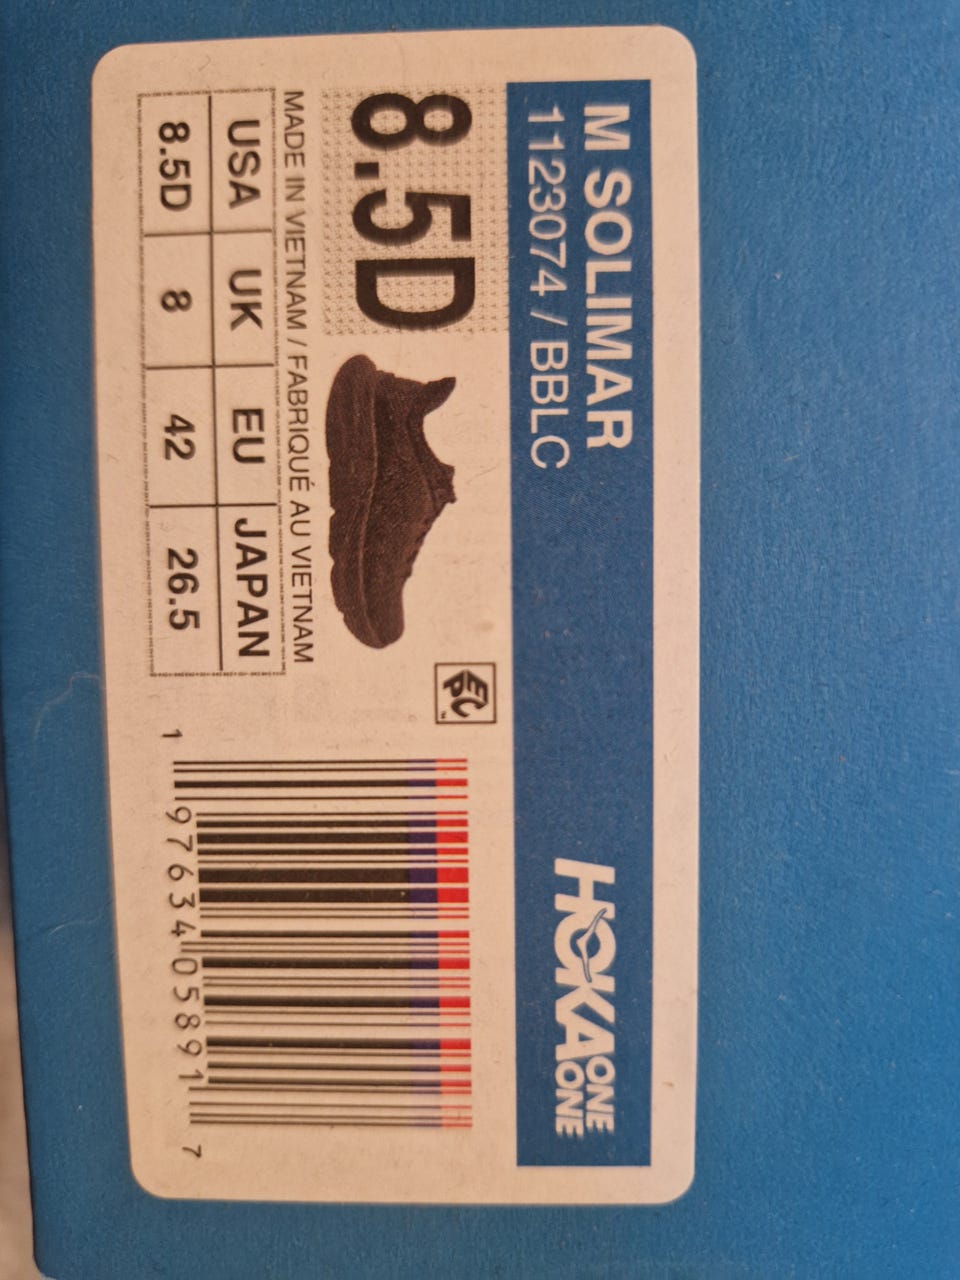 M SOLIMAR
1123074 / BBLC
HOKA ONE ONE
8.5D
EC
MADE IN VIETNAM / FABRIQUÉ AU VIETNAM
USA UK EU JAPAN
8.5D 8 42 26.5
1 97634 05891 7